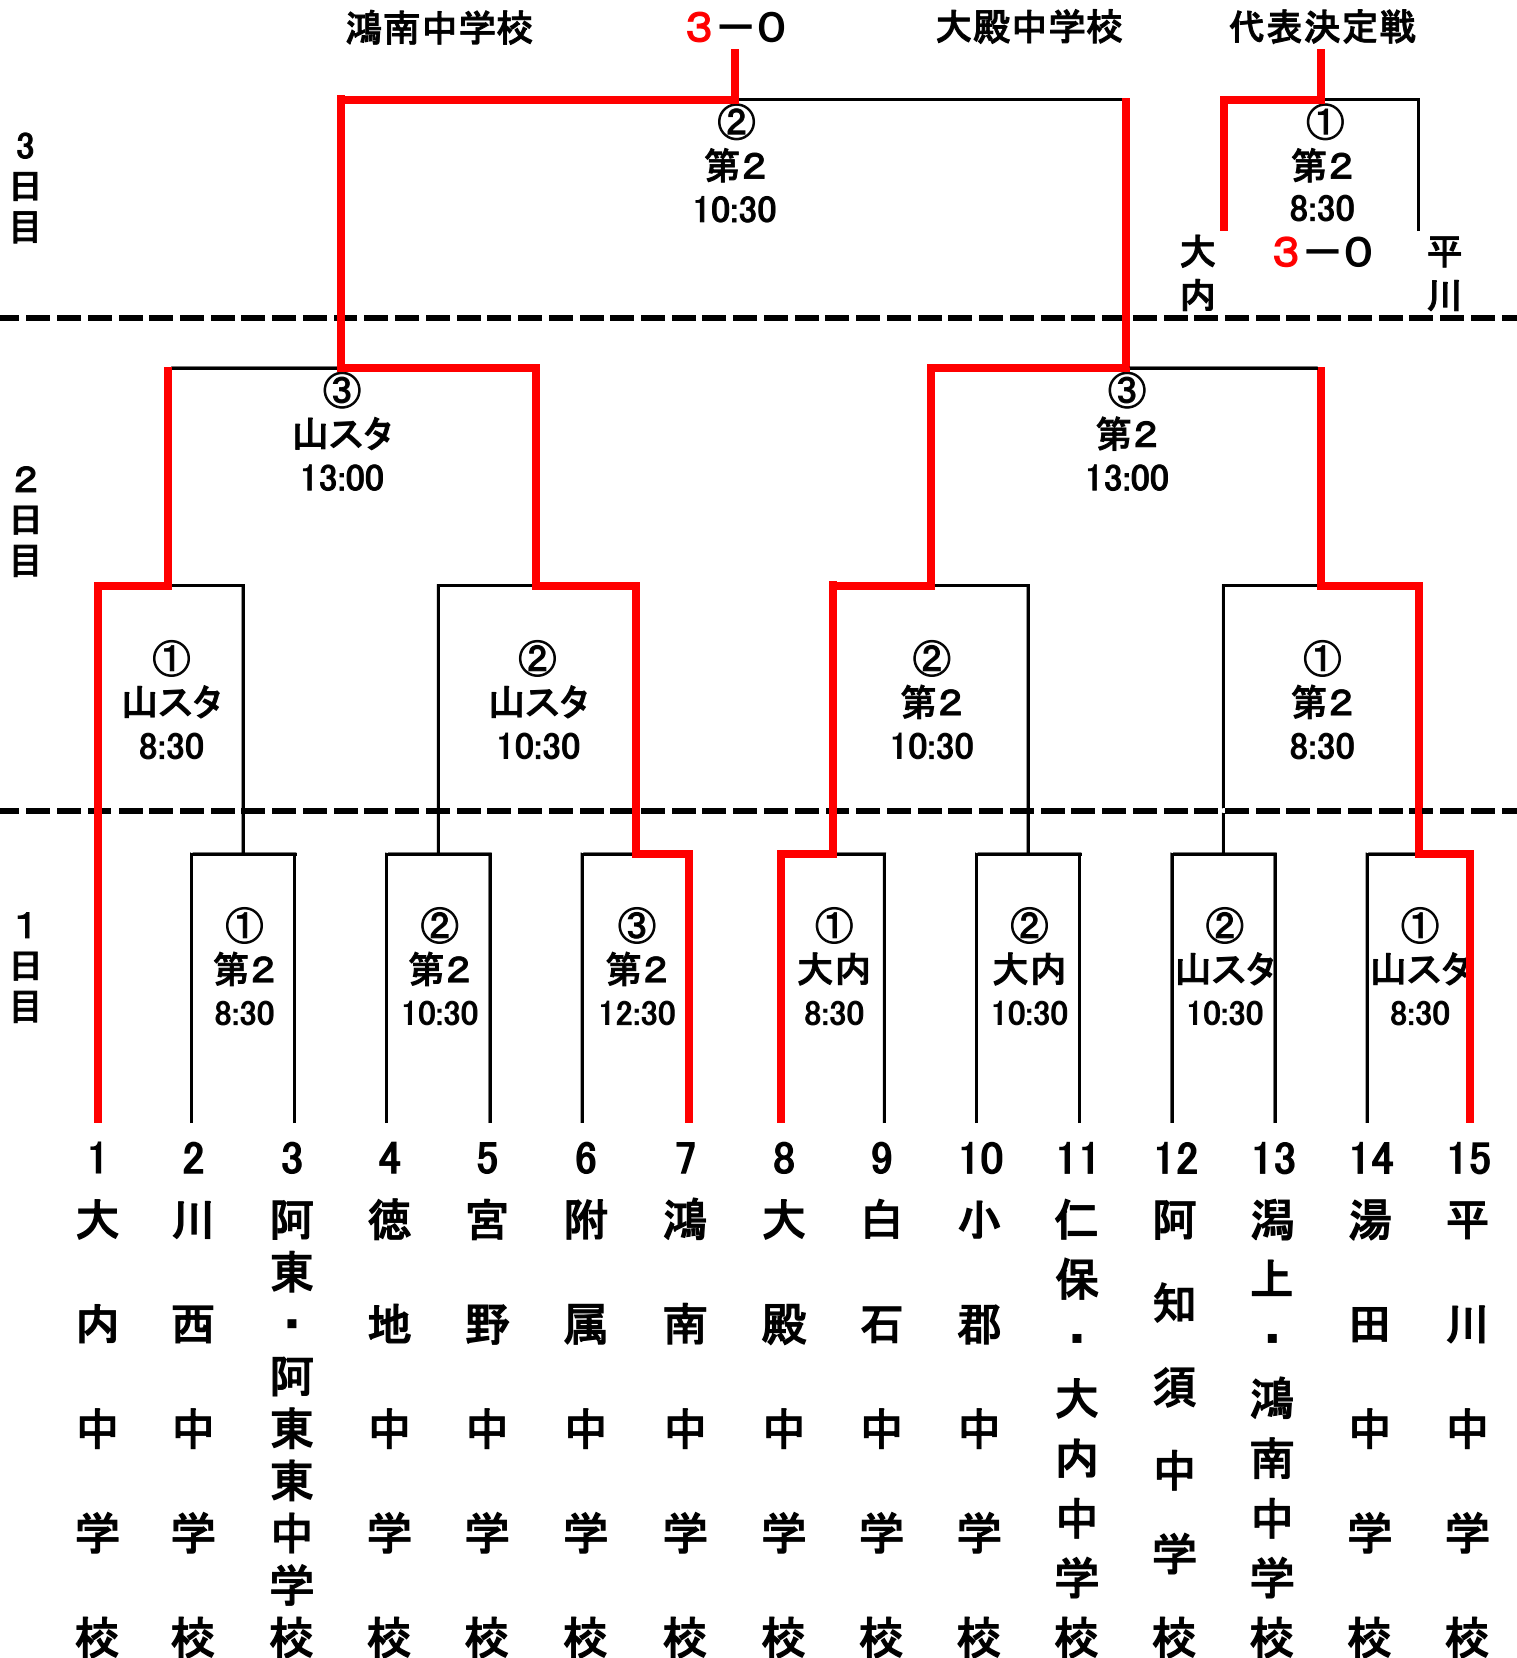 鴻南中学校 3－0 大殿中学校 代表決定戦
3日目
②
第2
10:30
①
第2
8:30
大内 3－0 平川
2日目
③
山スタ
13:00
③
第2
13:00
①
山スタ
8:30
②
山スタ
10:30
②
第2
10:30
①
第2
8:30
1日目
①
第2
8:30
②
第2
10:30
③
第2
12:30
①
大内
8:30
②
大内
10:30
②
山スタ
10:30
①
山スタ
8:30
1 大内中学校
2 川西中学校
3 阿東・阿東東中学校
4 徳地中学校
5 宮野中学校
6 附属中学校
7 鴻南中学校
8 大殿中学校
9 白石中学校
10 小郡中学校
11 仁保・大内中学校
12 阿知須中学校
13 潟上・鴻南中学校
14 湯田中学校
15 平川中学校